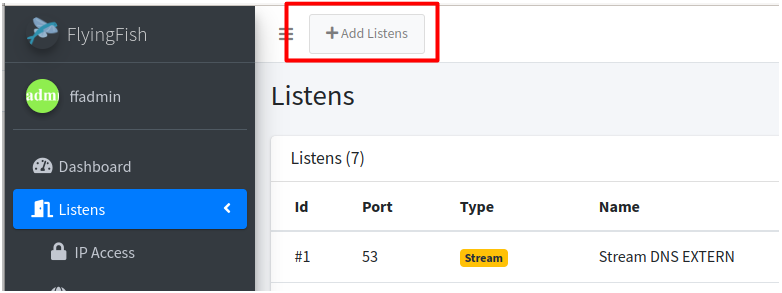 FlyingFish
+ Add Listens
adm
ffadmin
Listens
Dashboard
Listens (7)
Listens
Id Port Type Name
IP Access
#1 53 Stream Stream DNS EXTERN